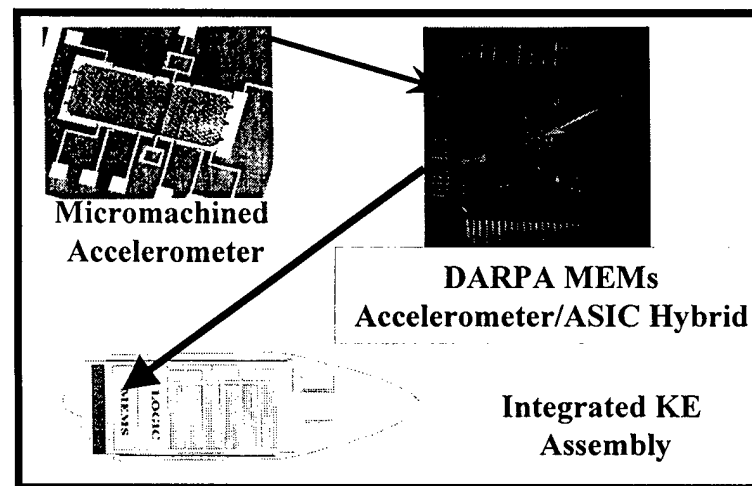 Micromachined
Accelerometer
DARPA MEMs
Accelerometer/ASIC Hybrid
MEMS
LOGIC
Integrated KE
Assembly